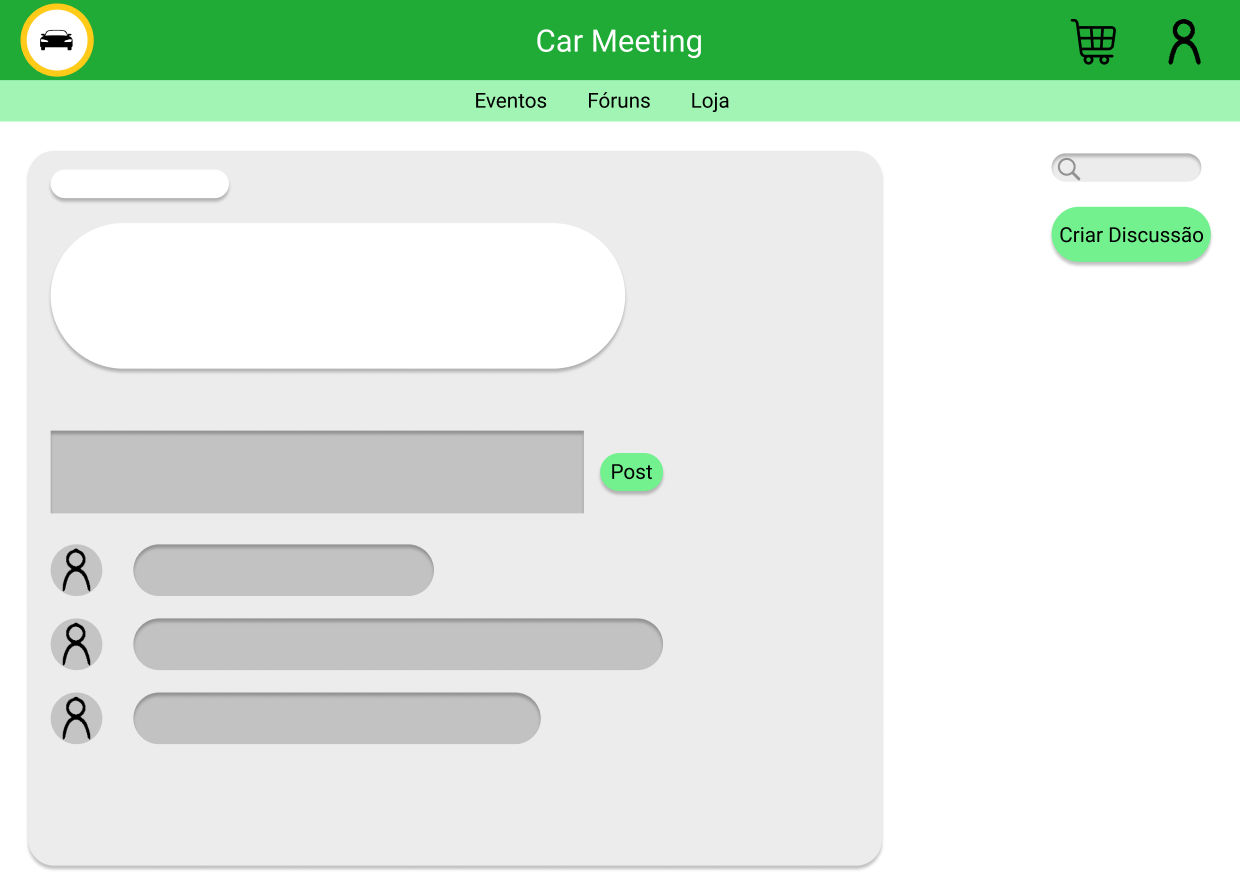 Car Meeting
Eventos Fóruns Loja
Criar Discussão
Post